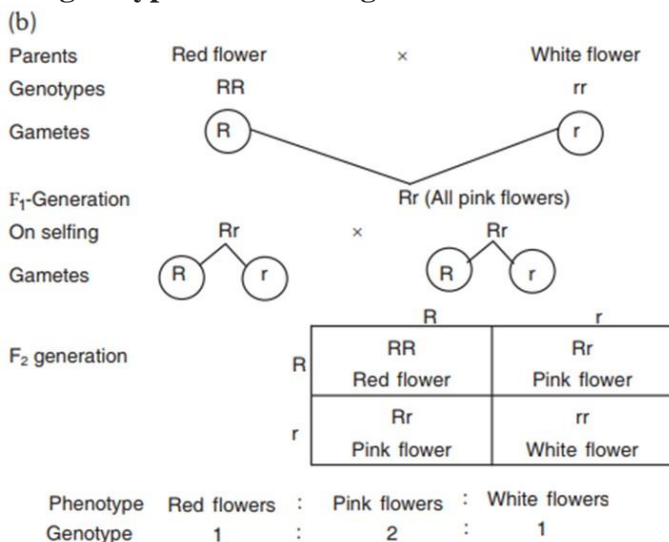 (b)
Parents Red flower × White flower
Genotypes RR rr
Gametes R r
F₁-Generation Rr (All pink flowers)
On selfing Rr × Rr
Gametes R r R r
R r
F₂ generation
R RR Rr
Red flower Pink flower
r Rr rr
Pink flower White flower
Phenotype Red flowers : Pink flowers : White flowers
Genotype 1 : 2 : 1